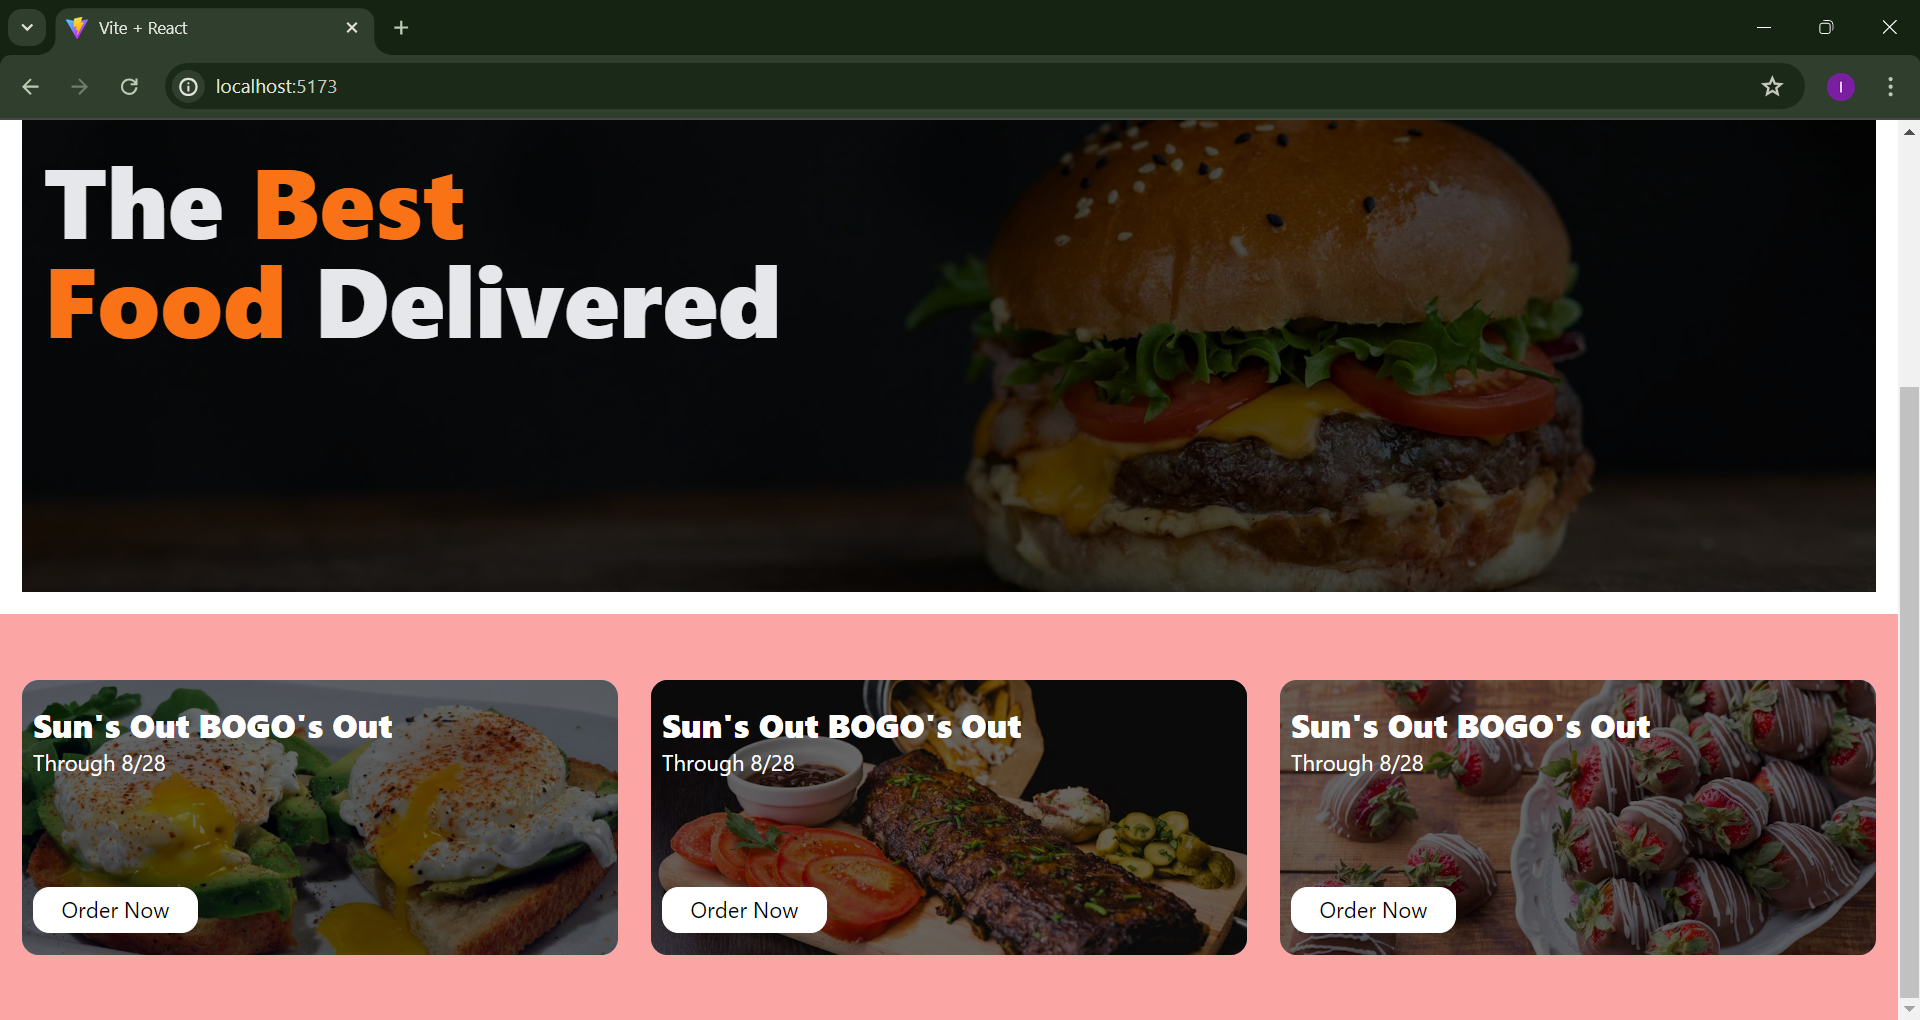 Vite + React
localhost:5173
I
The Best
Food Delivered
Sun's Out BOGO's Out
Through 8/28
Order Now
Sun's Out BOGO's Out
Through 8/28
Order Now
Sun's Out BOGO's Out
Through 8/28
Order Now